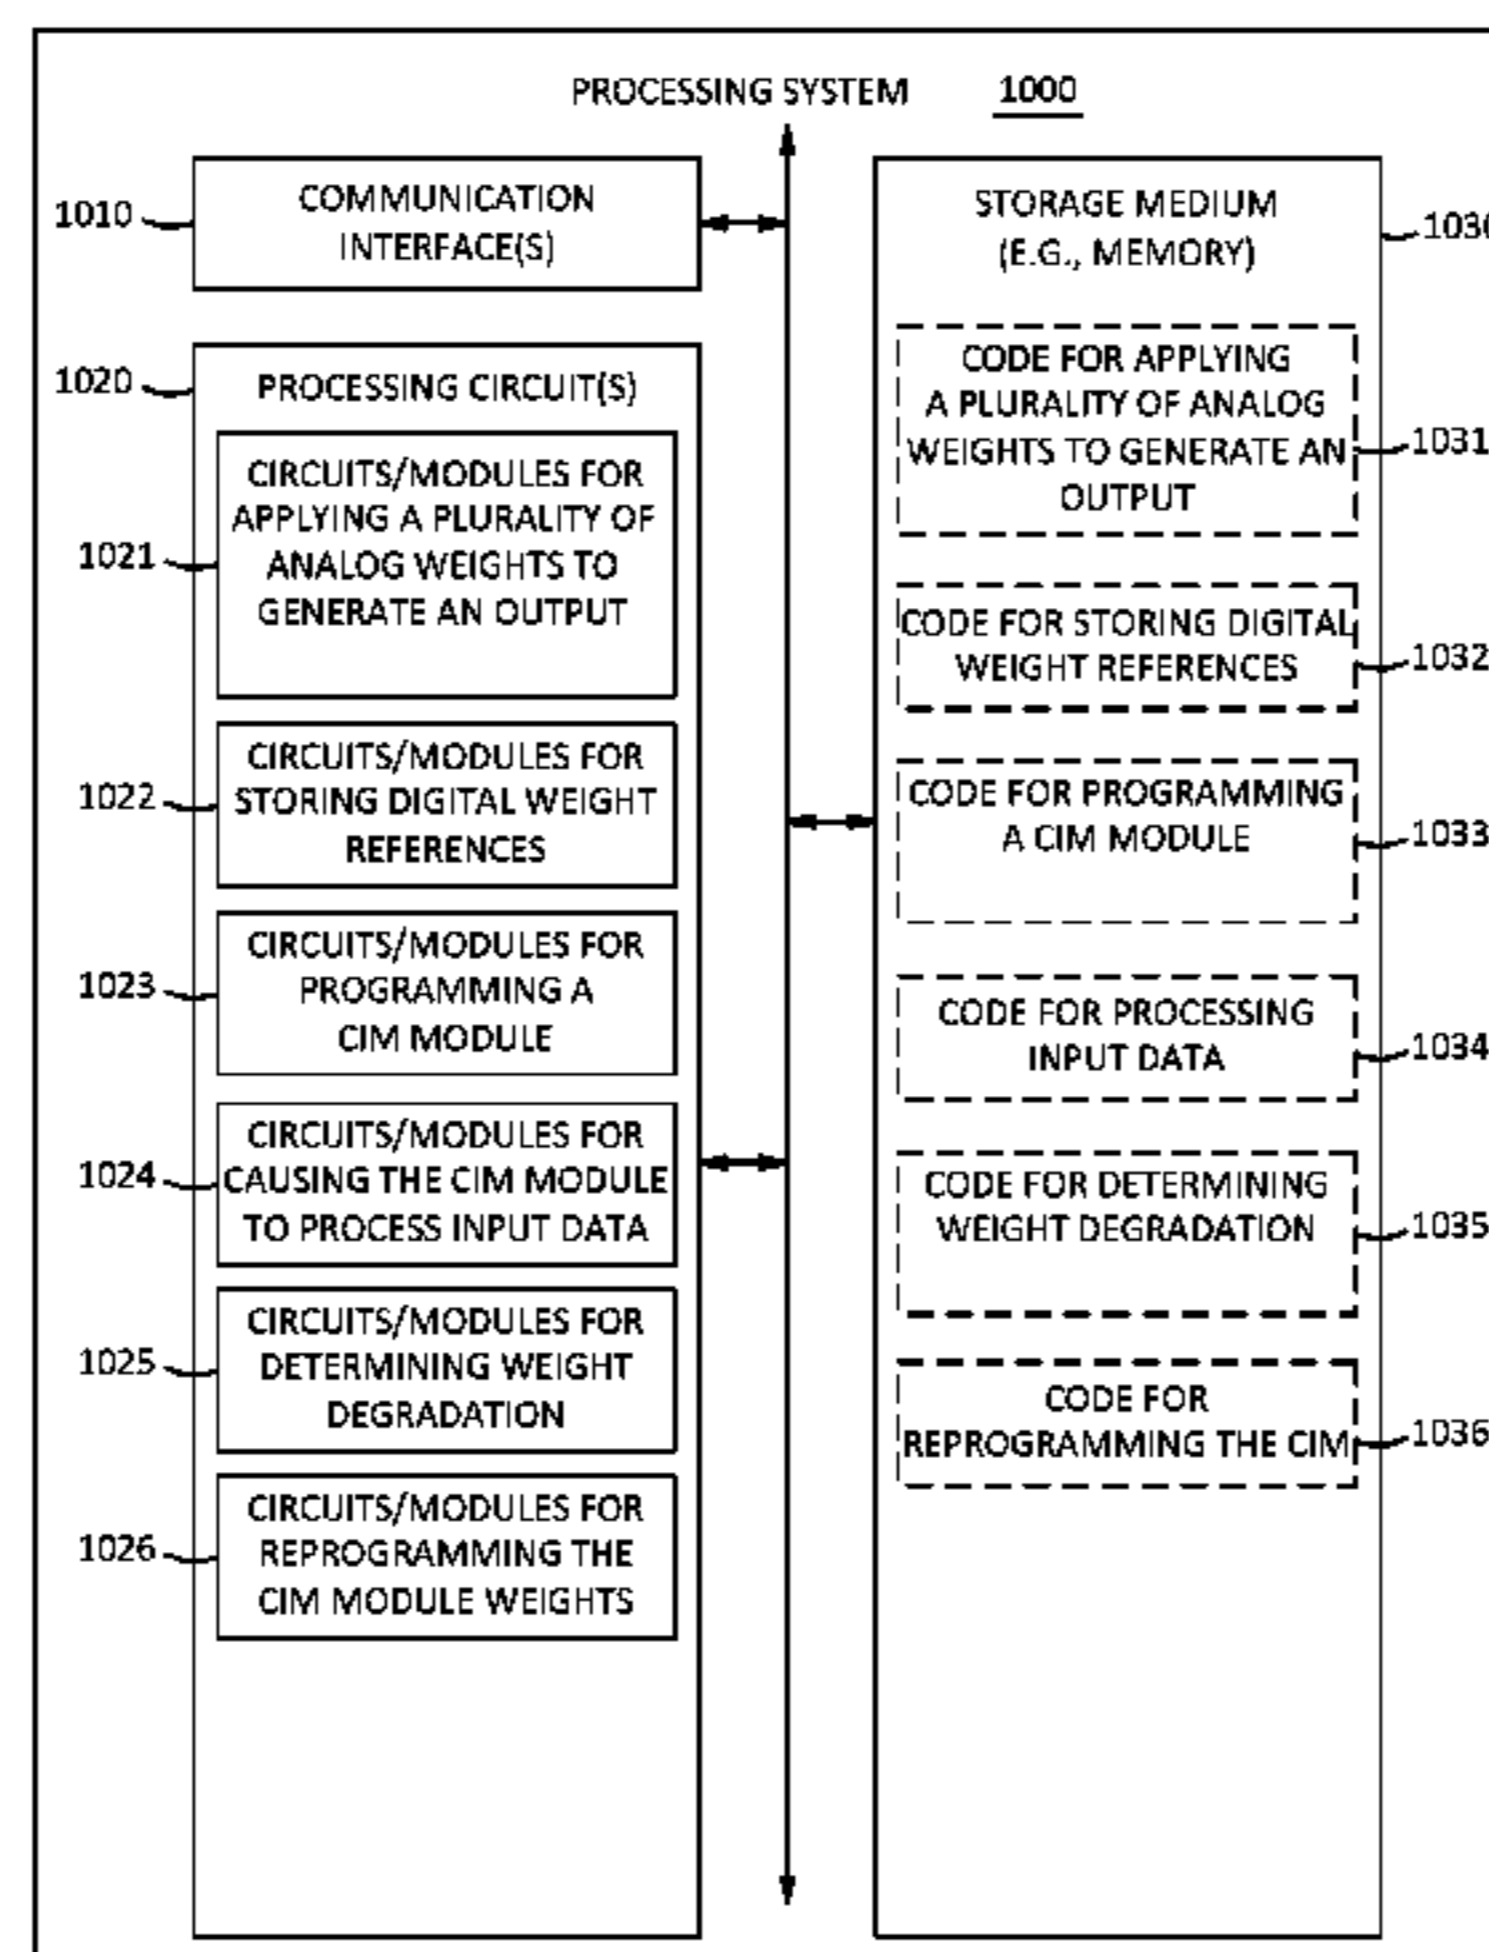 PROCESSING SYSTEM 1000
1010
COMMUNICATION
INTERFACE(S)
1020
PROCESSING CIRCUIT(S)
1021
CIRCUITS/MODULES FOR
APPLYING A PLURALITY OF
ANALOG WEIGHTS TO
GENERATE AN OUTPUT
1022
CIRCUITS/MODULES FOR
STORING DIGITAL WEIGHT
REFERENCES
1023
CIRCUITS/MODULES FOR
PROGRAMMING A
CIM MODULE
1024
CIRCUITS/MODULES FOR
CAUSING THE CIM MODULE
TO PROCESS INPUT DATA
1025
CIRCUITS/MODULES FOR
DETERMINING WEIGHT
DEGRADATION
1026
CIRCUITS/MODULES FOR
REPROGRAMMING THE
CIM MODULE WEIGHTS
STORAGE MEDIUM
(E.G., MEMORY)
1030
CODE FOR APPLYING
A PLURALITY OF ANALOG
WEIGHTS TO GENERATE AN
OUTPUT
1031
CODE FOR STORING DIGITAL
WEIGHT REFERENCES
1032
CODE FOR PROGRAMMING
A CIM MODULE
1033
CODE FOR PROCESSING
INPUT DATA
1034
CODE FOR DETERMINING
WEIGHT DEGRADATION
1035
CODE FOR
REPROGRAMMING THE CIM
1036